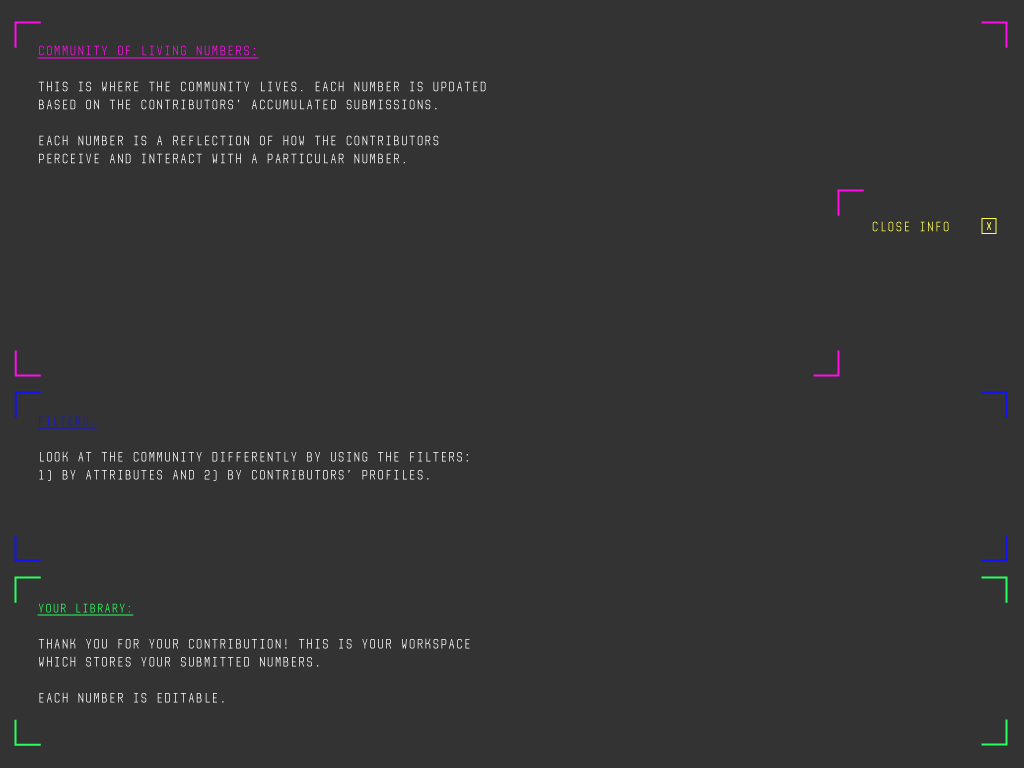 COMMUNITY OF LIVING NUMBERS:
THIS IS WHERE THE COMMUNITY LIVES. EACH NUMBER IS UPDATED
BASED ON THE CONTRIBUTORS' ACCUMULATED SUBMISSIONS.
EACH NUMBER IS A REFLECTION OF HOW THE CONTRIBUTORS
PERCEIVE AND INTERACT WITH A PARTICULAR NUMBER.
CLOSE INFO X
FILTERS:
LOOK AT THE COMMUNITY DIFFERENTLY BY USING THE FILTERS:
1) BY ATTRIBUTES AND 2) BY CONTRIBUTORS' PROFILES.
YOUR LIBRARY:
THANK YOU FOR YOUR CONTRIBUTION! THIS IS YOUR WORKSPACE
WHICH STORES YOUR SUBMITTED NUMBERS.
EACH NUMBER IS EDITABLE.